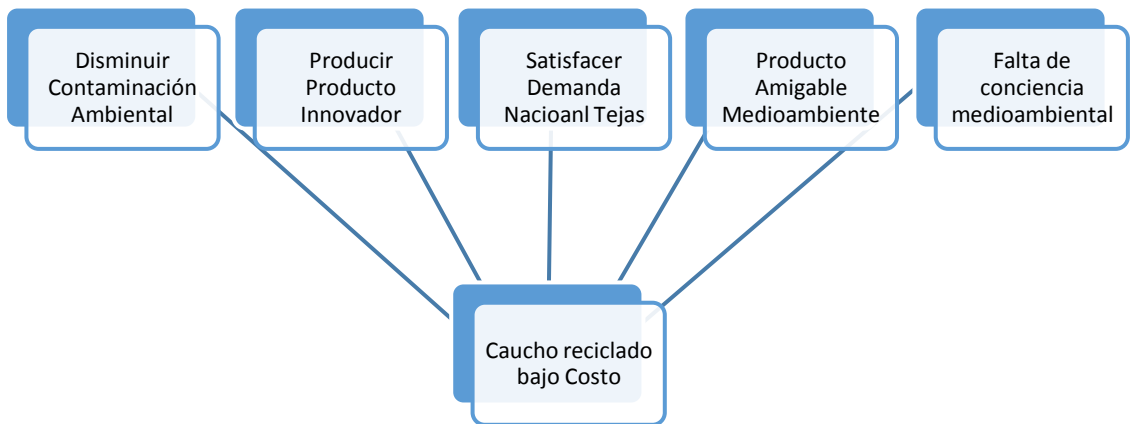 Disminuir
Contaminación
Ambiental
Producir
Producto
Innovador
Satisfacer
Demanda
Nacioanl Tejas
Producto
Amigable
Medioambiente
Falta de
conciencia
medioambiental
Caucho reciclado
bajo Costo